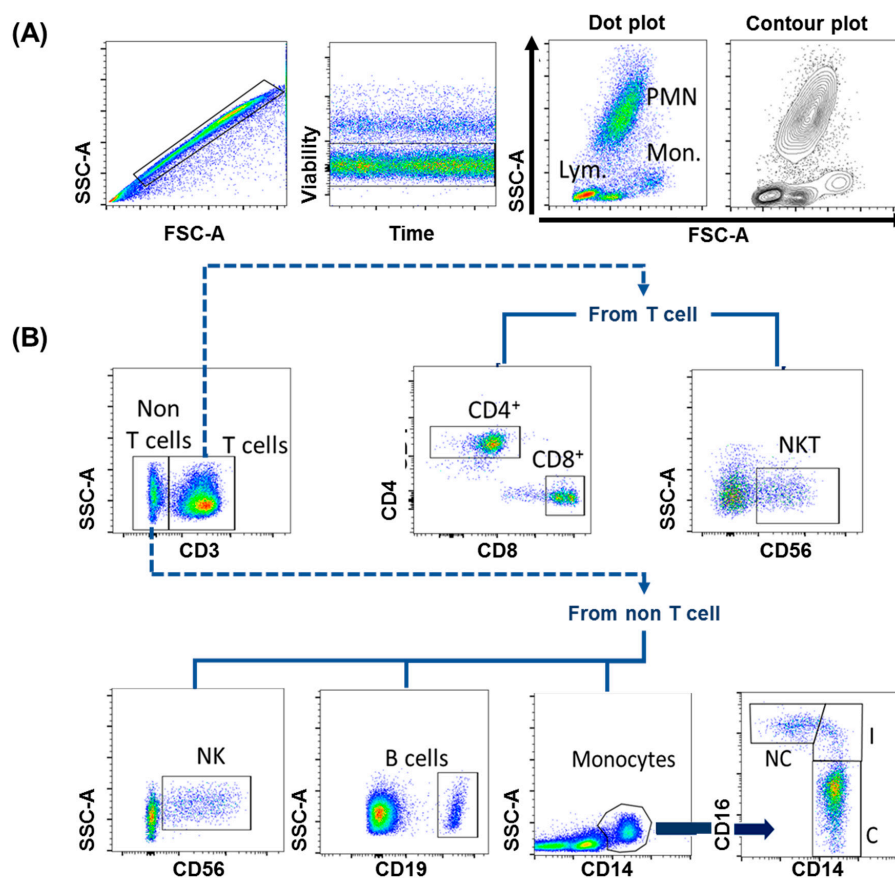 (A)
Dot plot
Contour plot
SSC-A
FSC-A
Viability
Time
SSC-A
PMN
Lym.
Mon.
FSC-A
From T cell
(B)
Non
T cells
T cells
SSC-A
CD3
CD4⁺
CD8⁺
CD4
CD8
NKT
SSC-A
CD56
From non T cell
NK
SSC-A
CD56
B cells
SSC-A
CD19
Monocytes
SSC-A
CD14
NC
I
C
CD16
CD14